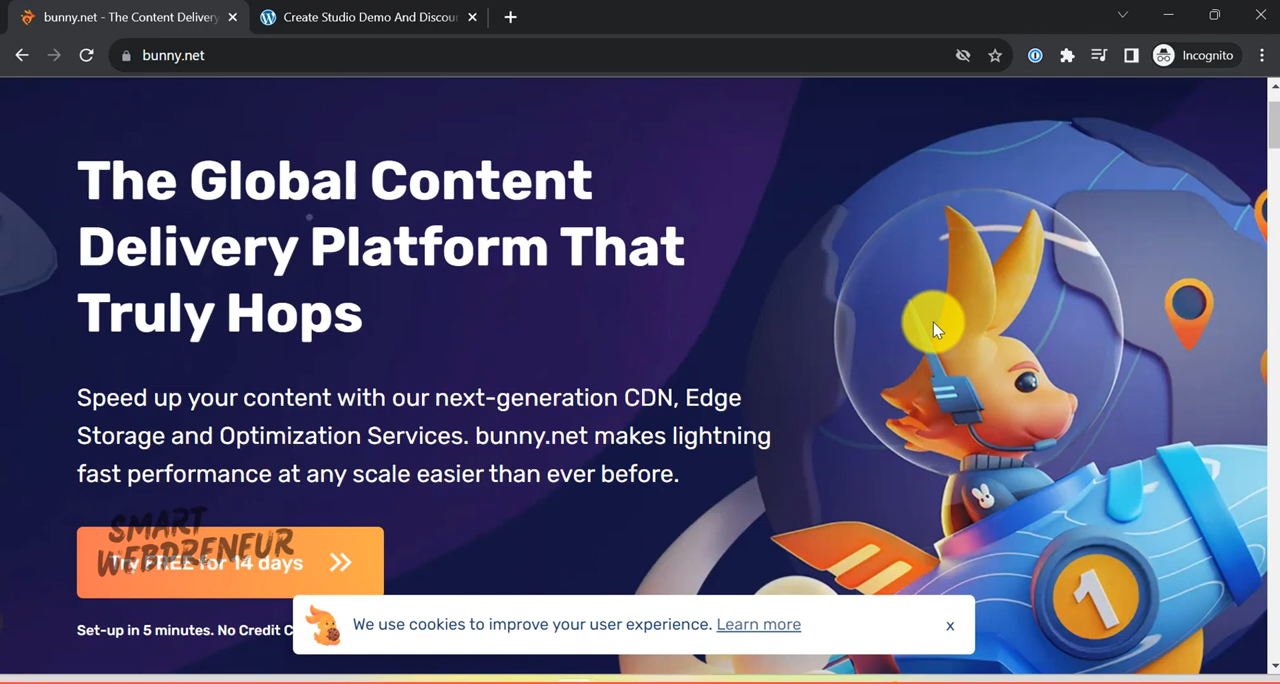 bunny.net - The Content Delivery
Create Studio Demo And Discou
bunny.net
Incognito
The Global Content
Delivery Platform That
Truly Hops
Speed up your content with our next-generation CDN, Edge
Storage and Optimization Services. bunny.net makes lightning
fast performance at any scale easier than ever before.
SMART
WEBPRENEUR
Try FREE for 14 days
Set-up in 5 minutes. No Credit C
We use cookies to improve your user experience. Learn more
x
1